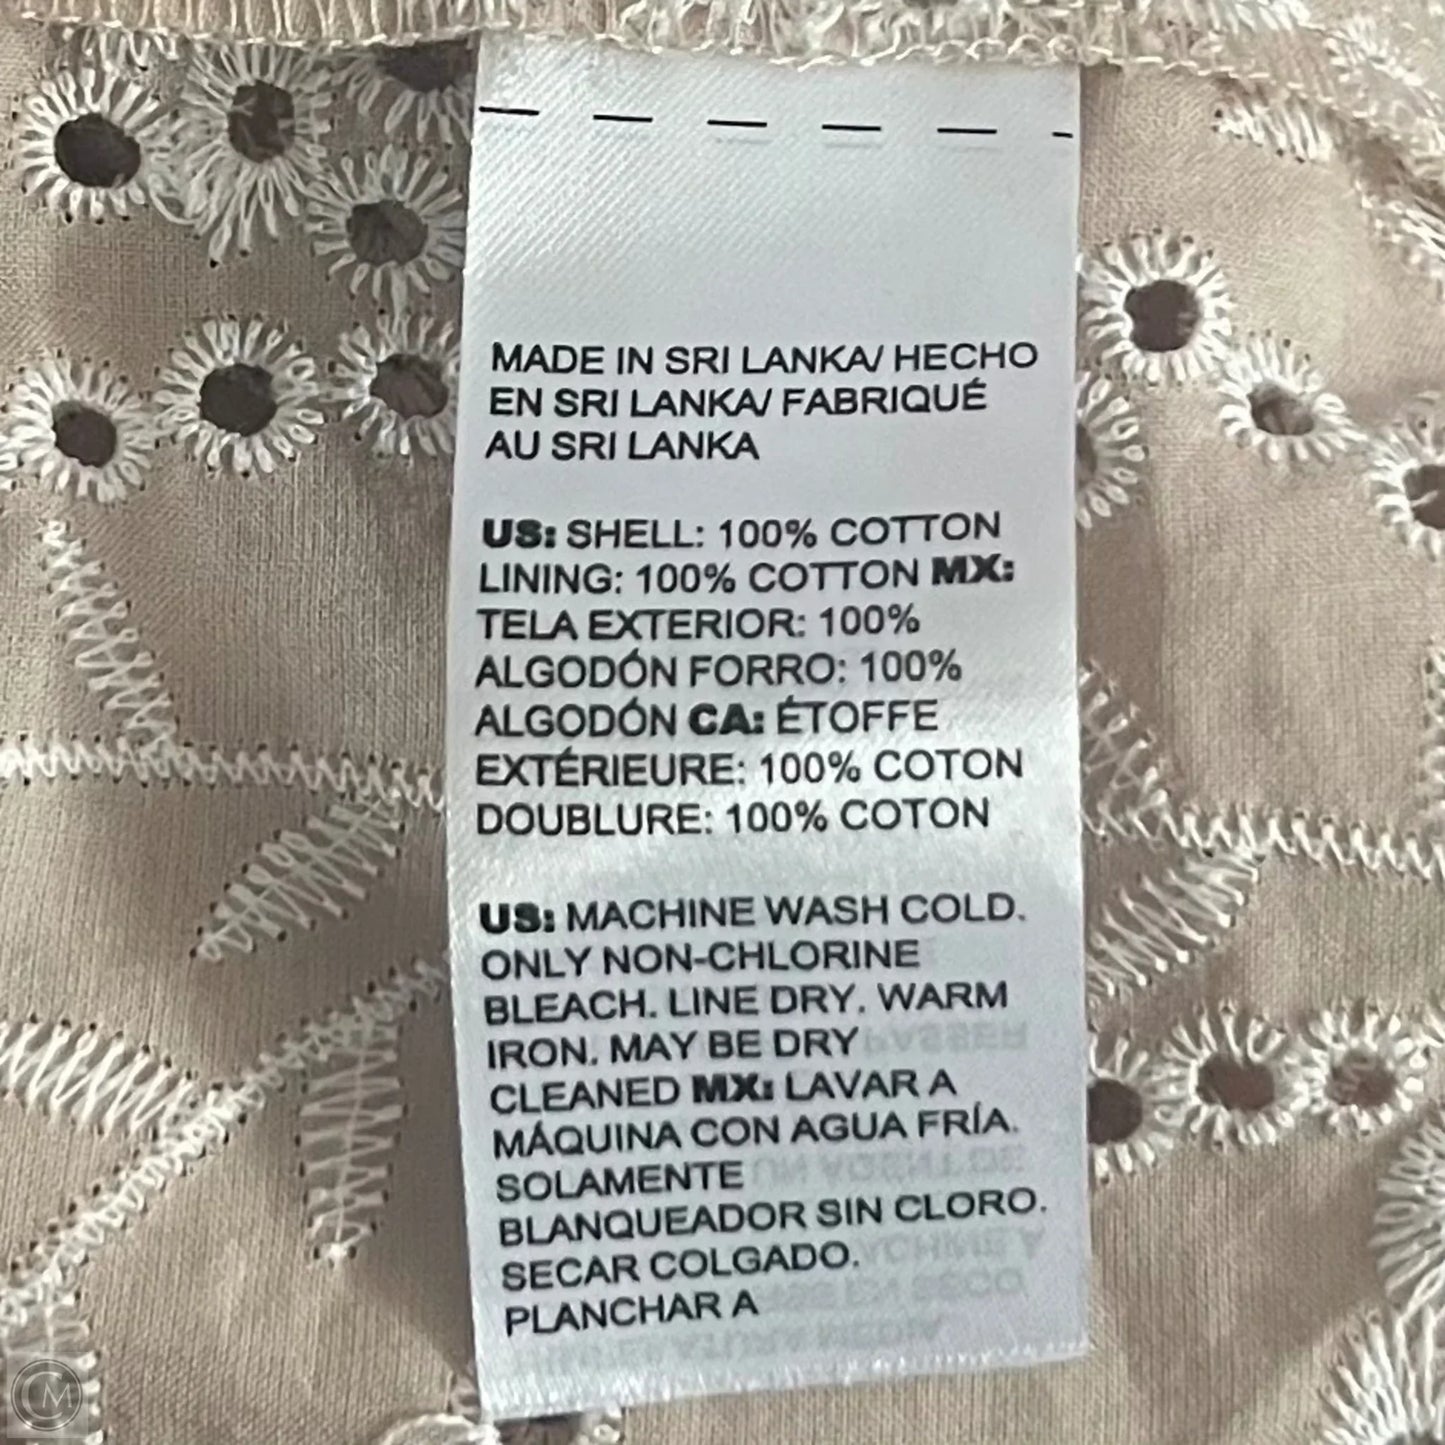 MADE IN SRI LANKA/ HECHO
EN SRI LANKA/ FABRIQUÉ
AU SRI LANKA
US: SHELL: 100% COTTON
LINING: 100% COTTON MX:
TELA EXTERIOR: 100%
ALGODÓN FORRO: 100%
ALGODÓN CA: ÉTOFFE
EXTÉRIEURE: 100% COTON
DOUBLURE: 100% COTON
US: MACHINE WASH COLD.
ONLY NON-CHLORINE
BLEACH. LINE DRY. WARM
IRON. MAY BE DRY
CLEANED MX: LAVAR A
MÁQUINA CON AGUA FRÍA.
SOLAMENTE
BLANQUEADOR SIN CLORO.
SECAR COLGADO.
PLANCHAR A
CM